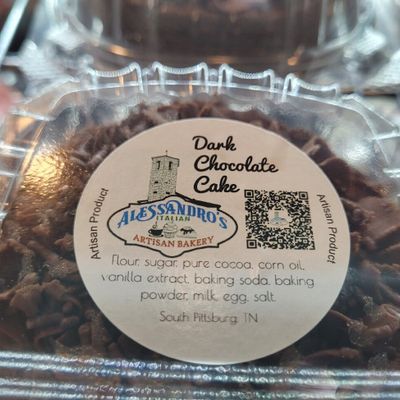 Dark
Chocolate
Cake
Artisan Product
ALESSANDRO'S
ITALIAN
ARTISAN BAKERY
Artisan Product
Flour, sugar, pure cocoa, corn oil,
vanilla extract, baking soda, baking
powder, milk, egg, salt.
South Pittsburg, TN